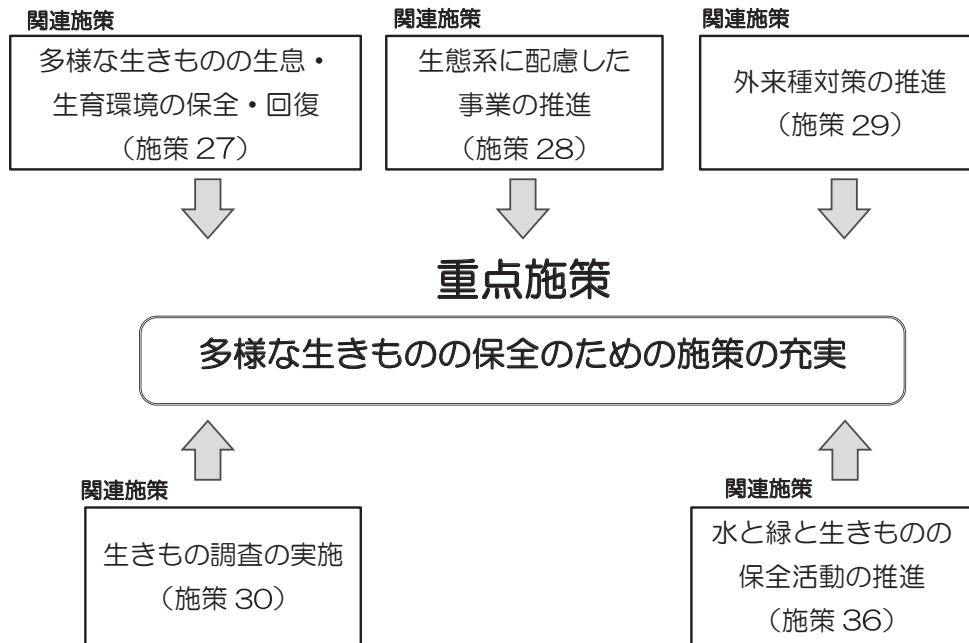 関連施策
多様な生きものの生息・
生育環境の保全・回復
（施策 27）
関連施策
生態系に配慮した
事業の推進
（施策 28）
関連施策
外来種対策の推進
（施策 29）
重点施策
多様な生きものの保全のための施策の充実
関連施策
生きもの調査の実施
（施策 30）
関連施策
水と緑と生きものの
保全活動の推進
（施策 36）